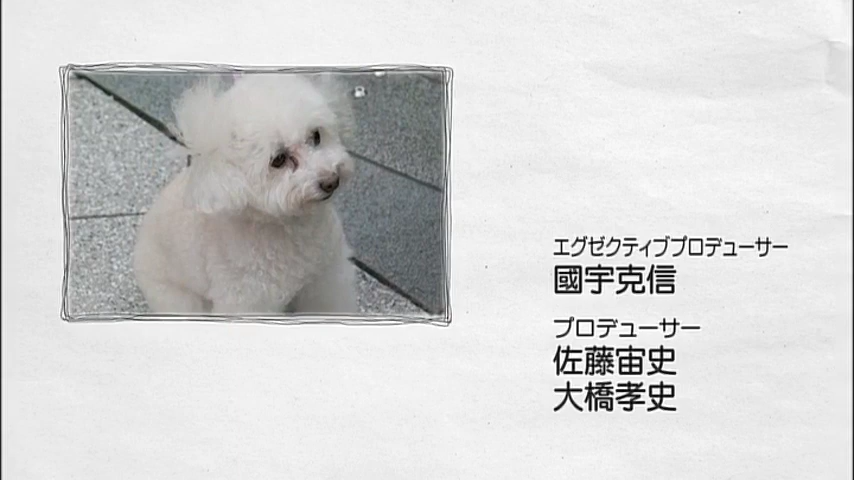 エグゼクティブプロデューサー
國宇克信
プロデューサー
佐藤宙史
大橋孝史